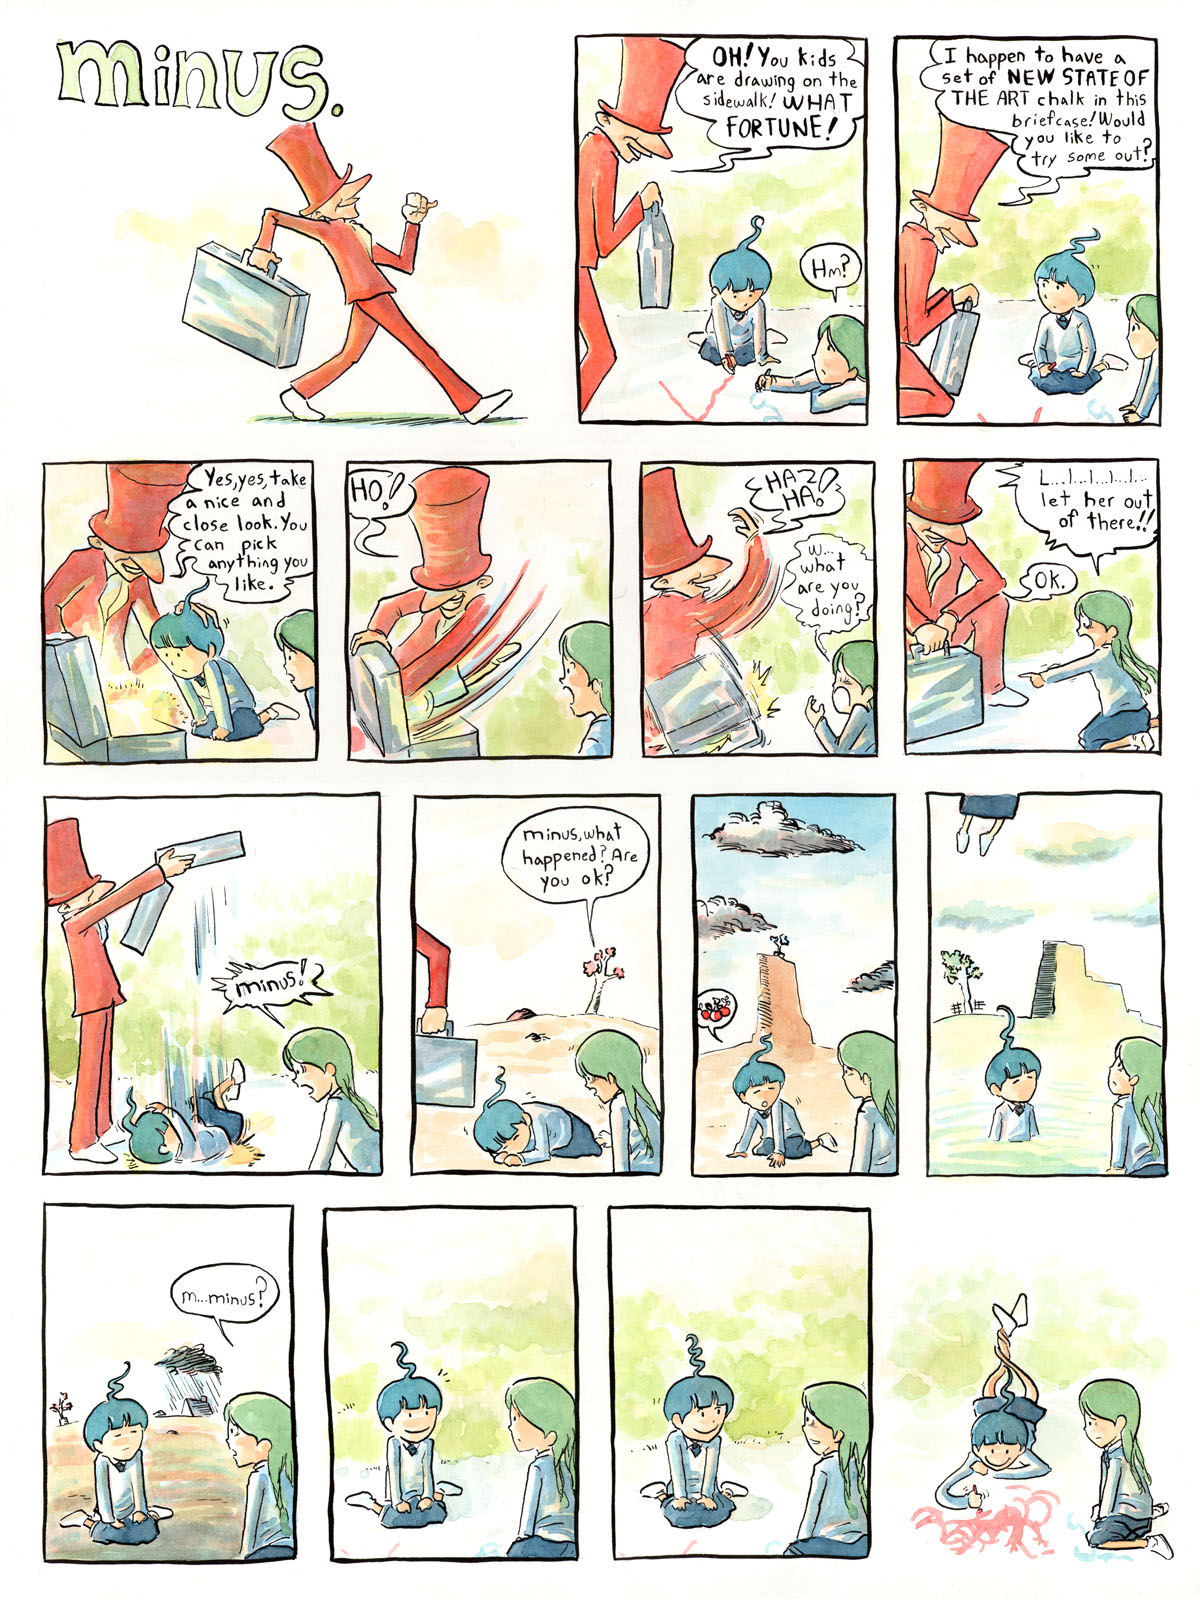 minus.
OH! You kids
are drawing on the
sidewalk! WHAT
FORTUNE!
Hm?
I happen to have a
set of NEW STATE OF
THE ART chalk in this
briefcase! Would
you like to
try some out?
Yes, yes, take
a nice and
close look. You
can pick
anything you
like.
HO!
HA
HA!
w...
what
are you
doing?
L...l...l...l...l...
let her out
of there!!
Ok.
minus!
minus, what
happened? Are
you ok?
m...minus?